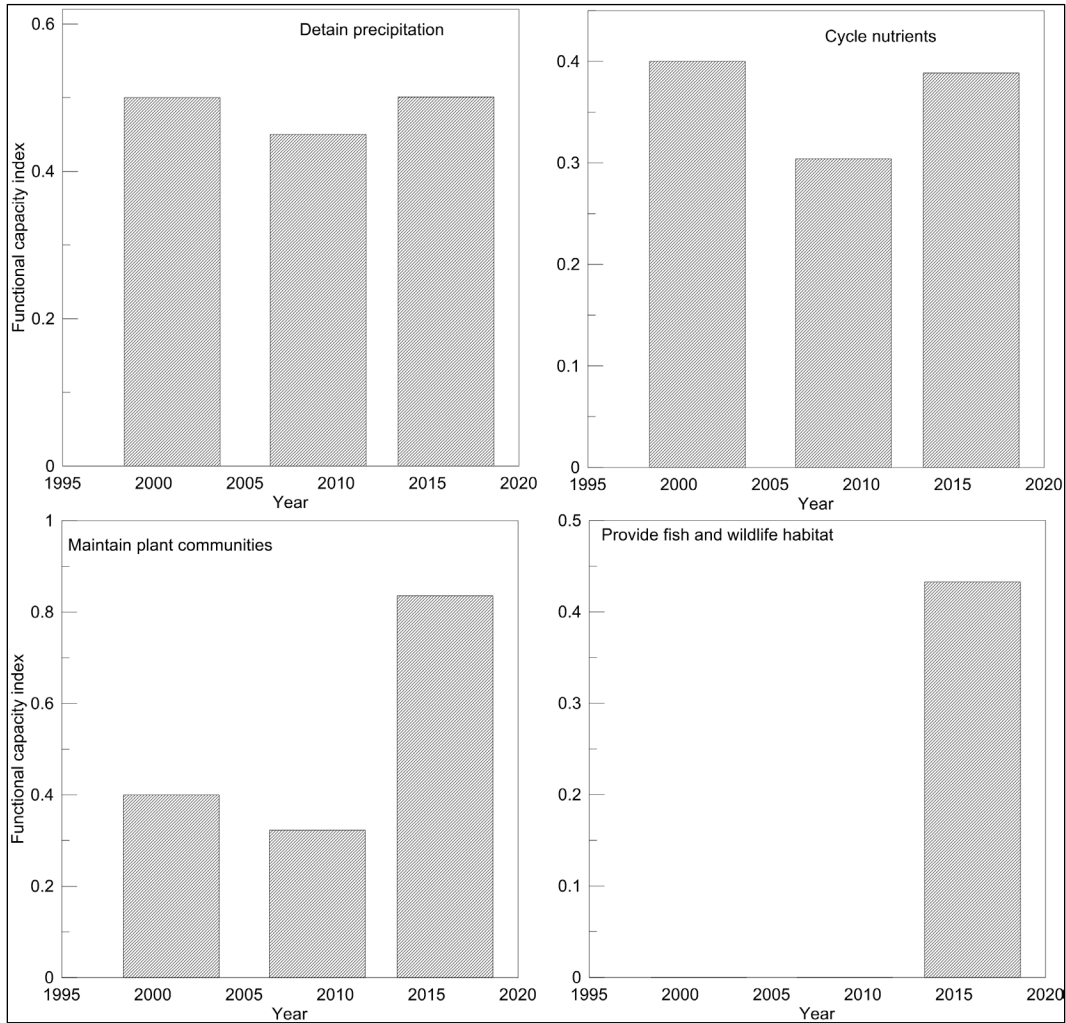 Detain precipitation
Functional capacity index
0.6
0.4
0.2
0
1995 2000 2005 2010 2015 2020
Year
Cycle nutrients
0.4
0.3
0.2
0.1
0
1995 2000 2005 2010 2015 2020
Year
Maintain plant communities
Functional capacity index
1
0.8
0.6
0.4
0.2
0
1995 2000 2005 2010 2015 2020
Year
Provide fish and wildlife habitat
0.5
0.4
0.3
0.2
0.1
0
1995 2000 2005 2010 2015 2020
Year